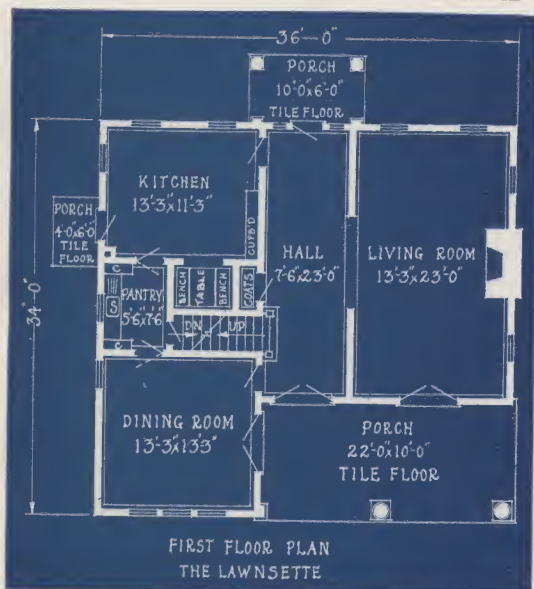 36'-0"
PORCH
10'-0"x6'-0"
TILE FLOOR
34'-0"
KITCHEN
13'-3"x11'-3"
PORCH
4'-0"x6'-0"
TILE
FLOOR
CUPB'D
HALL
7'-6"x23'-0"
LIVING ROOM
13'-3"x23'-0"
C
PANTRY
5'6"x7'6"
S
C
BENCH
TABLE
BENCH
COATS
DN
UP
DINING ROOM
13'-3"x13'3"
PORCH
22'-0"x10'-0"
TILE FLOOR
FIRST FLOOR PLAN
THE LAWNSETTE